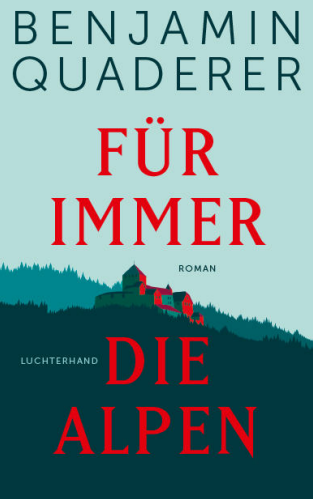 BENJAMIN
QUADERER
FÜR
IMMER
ROMAN
LUCHTERHAND
DIE
ALPEN